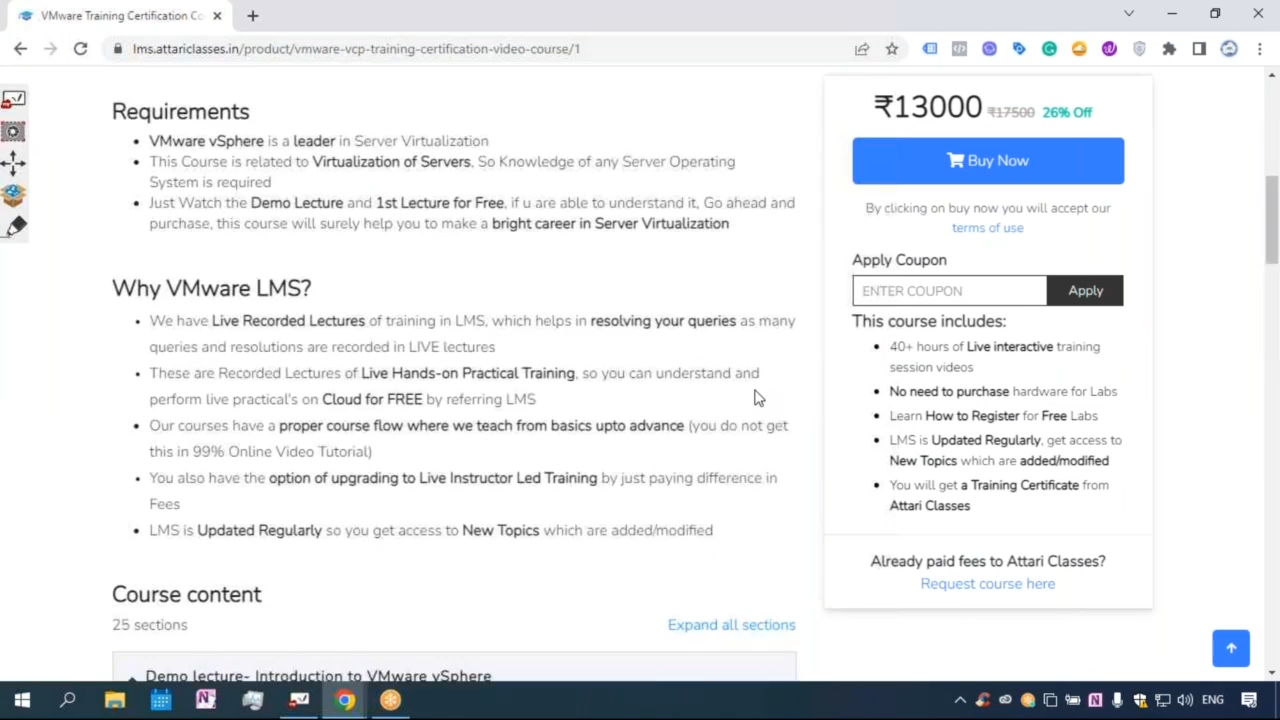 VMware Training Certification Co
lms.attariclasses.in/product/vmware-vcp-training-certification-video-course/1
Requirements
VMware vSphere is a leader in Server Virtualization
This Course is related to Virtualization of Servers, So Knowledge of any Server Operating
System is required
Just Watch the Demo Lecture and 1st Lecture for Free, if u are able to understand it, Go ahead and
purchase, this course will surely help you to make a bright career in Server Virtualization
Why VMware LMS?
We have Live Recorded Lectures of training in LMS, which helps in resolving your queries as many
queries and resolutions are recorded in LIVE lectures
These are Recorded Lectures of Live Hands-on Practical Training, so you can understand and
perform live practical's on Cloud for FREE by referring LMS
Our courses have a proper course flow where we teach from basics upto advance (you do not get
this in 99% Online Video Tutorial)
You also have the option of upgrading to Live Instructor Led Training by just paying difference in
Fees
LMS is Updated Regularly so you get access to New Topics which are added/modified
Course content
25 sections
Expand all sections
Demo lecture- Introduction to VMware vSphere
₹13000 ₹17500 26% Off
Buy Now
By clicking on buy now you will accept our
terms of use
Apply Coupon
ENTER COUPON
Apply
This course includes:
40+ hours of Live interactive training
session videos
No need to purchase hardware for Labs
Learn How to Register for Free Labs
LMS is Updated Regularly, get access to
New Topics which are added/modified
You will get a Training Certificate from
Attari Classes
Already paid fees to Attari Classes?
Request course here
ENG